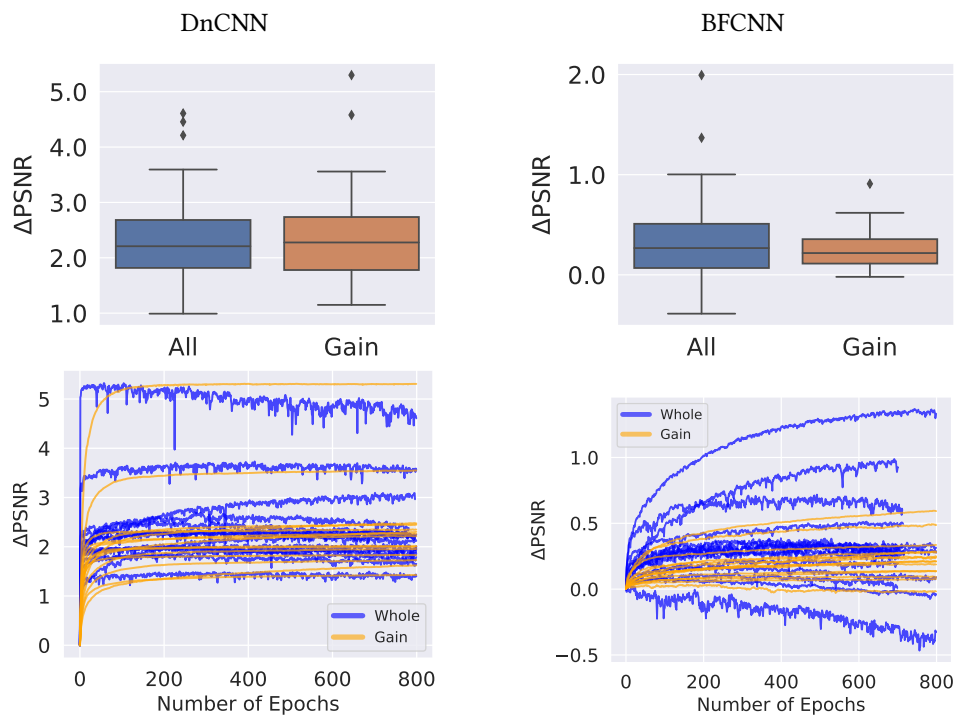 DnCNN
BFCNN
ΔPSNR
5.0
4.0
3.0
2.0
1.0
All
Gain
ΔPSNR
2.0
1.0
0.0
All
Gain
ΔPSNR
5
4
3
2
1
0
Whole
Gain
0
200
400
600
800
Number of Epochs
ΔPSNR
1.0
0.5
0.0
−0.5
Whole
Gain
0
200
400
600
800
Number of Epochs